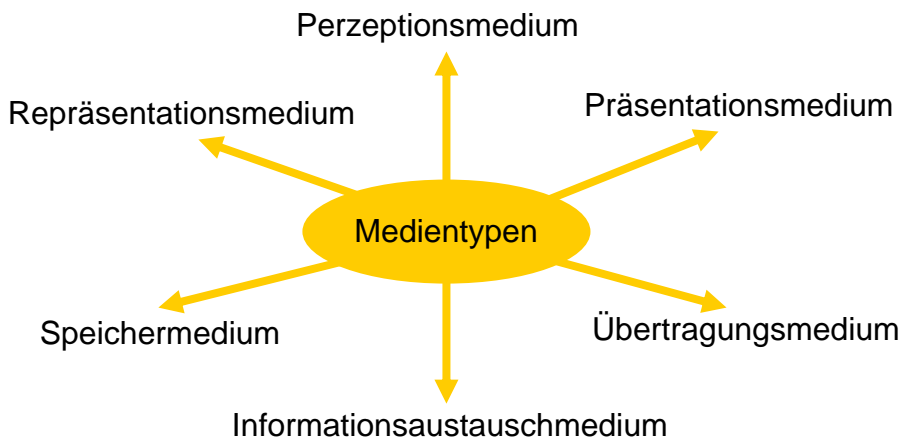 Perzeptionsmedium
Repräsentationsmedium
Präsentationsmedium
Medientypen
Speichermedium
Übertragungsmedium
Informationsaustauschmedium